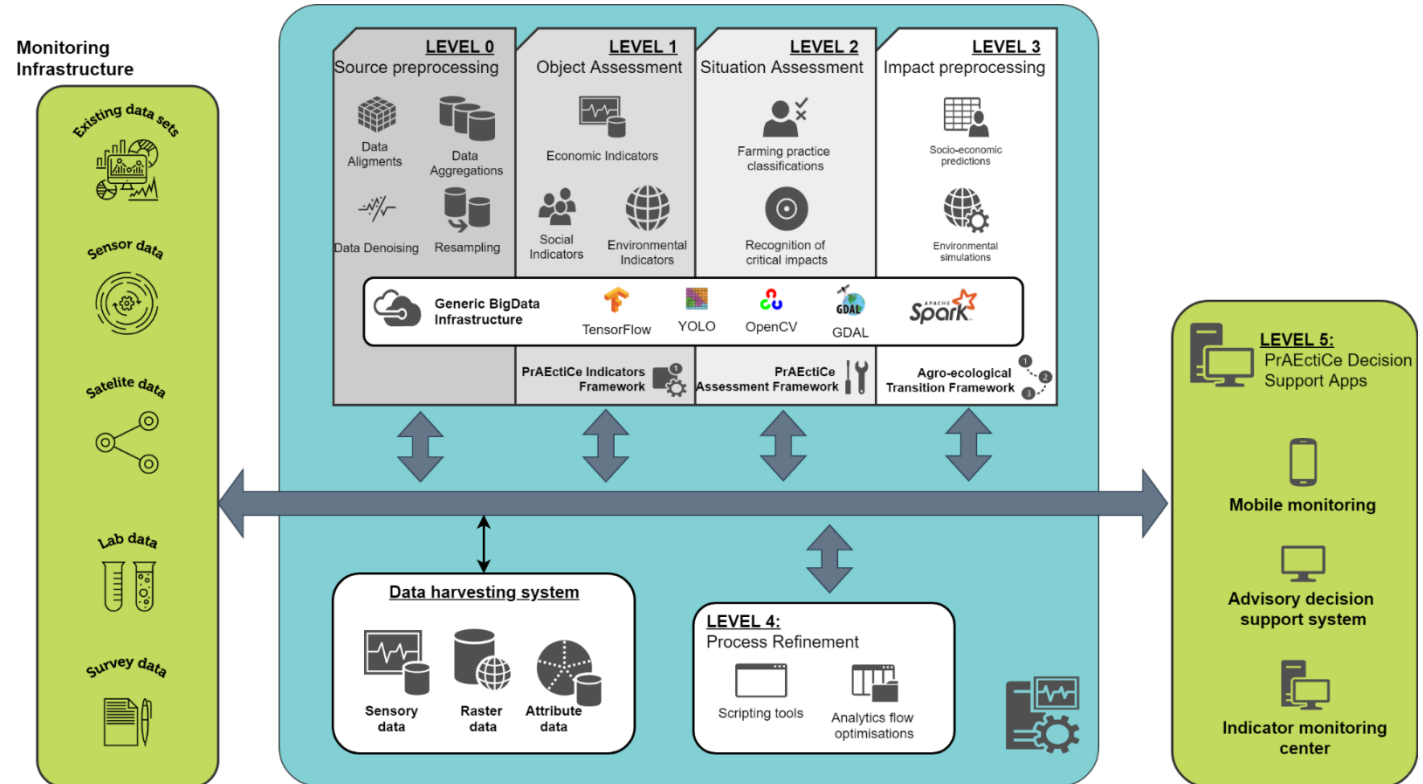 Monitoring
Infrastructure
Existing data sets
Sensor data
Satelite data
Lab data
Survey data
LEVEL 0
Source preprocessing
Data
Aligments
Data
Aggregations
Data Denoising
Resampling
LEVEL 1
Object Assessment
Economic Indicators
Social
Indicators
Environmental
Indicators
LEVEL 2
Situation Assessment
Farming practice
classifications
Recognition of
critical impacts
LEVEL 3
Impact preprocessing
Socio-economic
predictions
Environmental
simulations
Generic BigData
Infrastructure
TensorFlow
YOLO
OpenCV
GDAL
GDAL
APACHE
Spark
PrAEctiCe Indicators
Framework
1
PrAEctiCe
Assessment Framework
Agro-ecological
Transition Framework
1
2
3
Data harvesting system
Sensory
data
Raster
data
Attribute
data
LEVEL 4:
Process Refinement
Scripting tools
Analytics flow
optimisations
LEVEL 5:
PrAEctiCe Decision
Support Apps
Mobile monitoring
Advisory decision
support system
Indicator monitoring
center